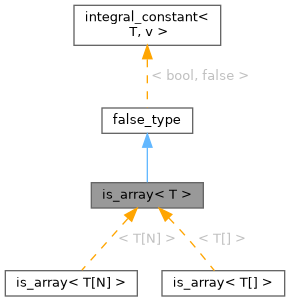 integral_constant<
T, v >
< bool, false >
false_type
is_array< T >
< T[N] >
< T[] >
is_array< T[N] >
is_array< T[] >